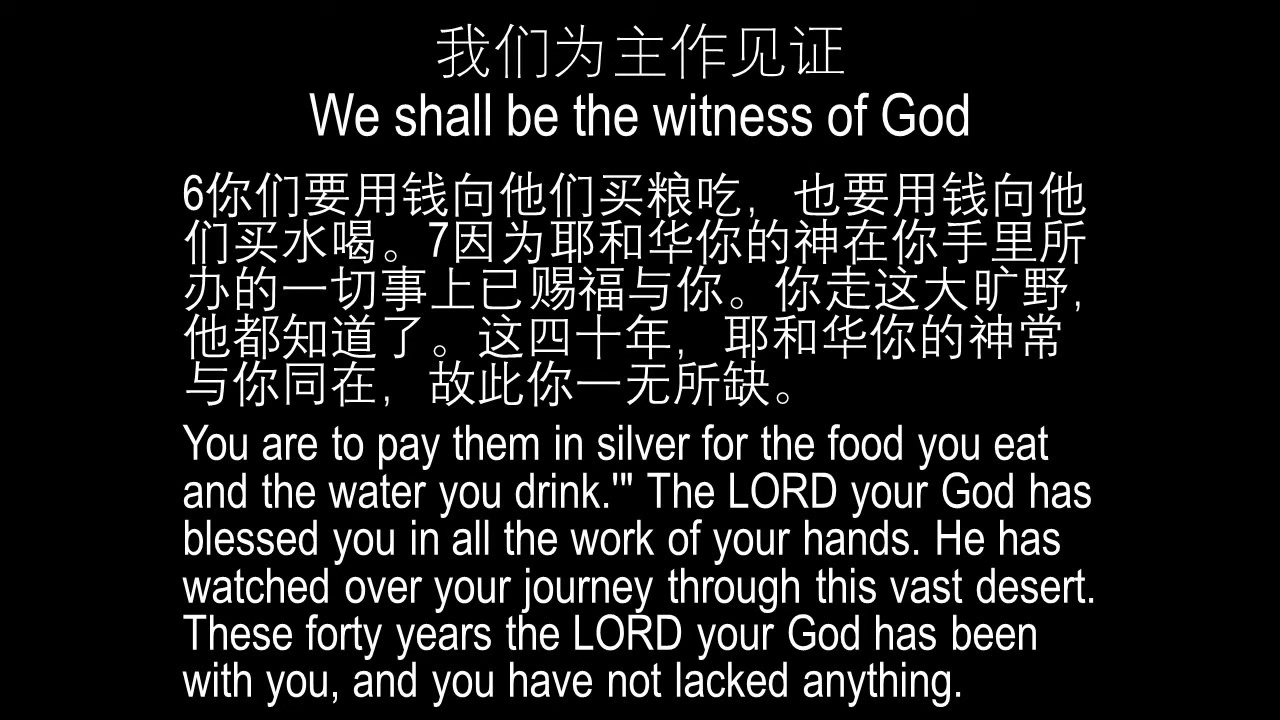 我们为主作见证
We shall be the witness of God
6你们要用钱向他们买粮吃，也要用钱向他
们买水喝。7因为耶和华你的神在你手里所
办的一切事上已赐福与你。你走这大旷野，
他都知道了。这四十年，耶和华你的神常
与你同在，故此你一无所缺。
You are to pay them in silver for the food you eat
and the water you drink.'" The LORD your God has
blessed you in all the work of your hands. He has
watched over your journey through this vast desert.
These forty years the LORD your God has been
with you, and you have not lacked anything.